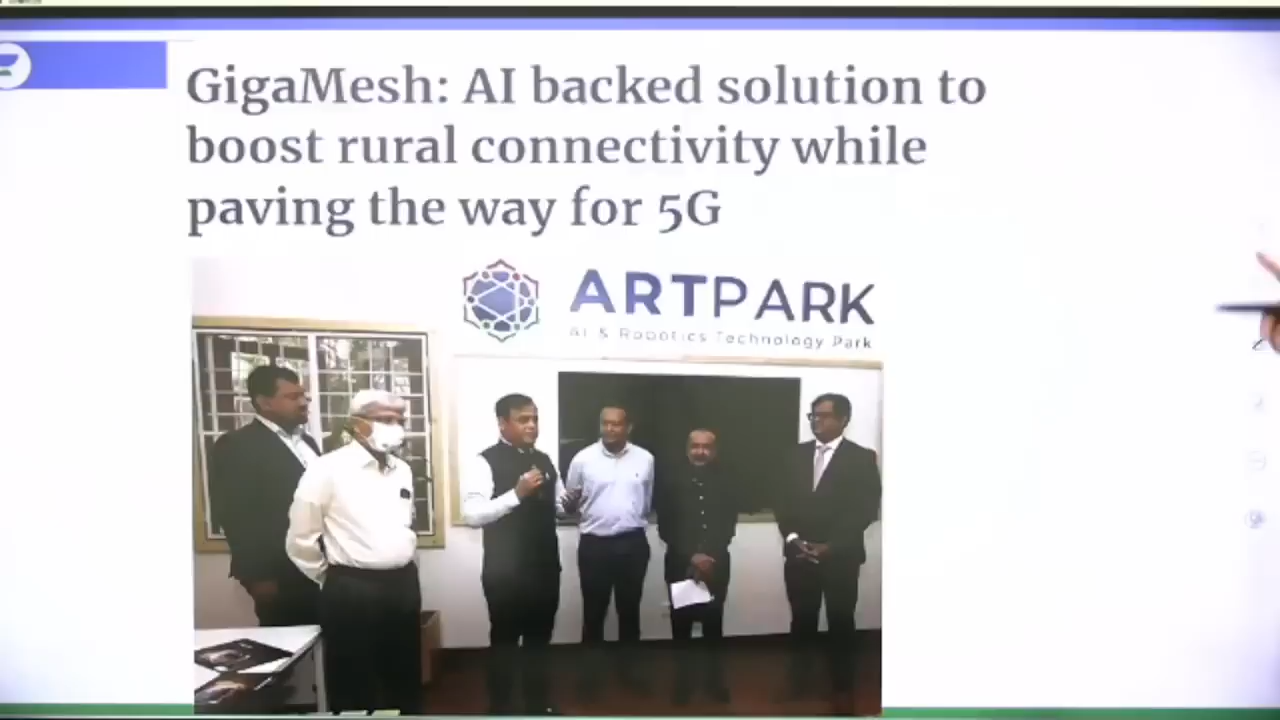 GigaMesh: AI backed solution to
boost rural connectivity while
paving the way for 5G
ARTPARK
AI & Robotics Technology Park